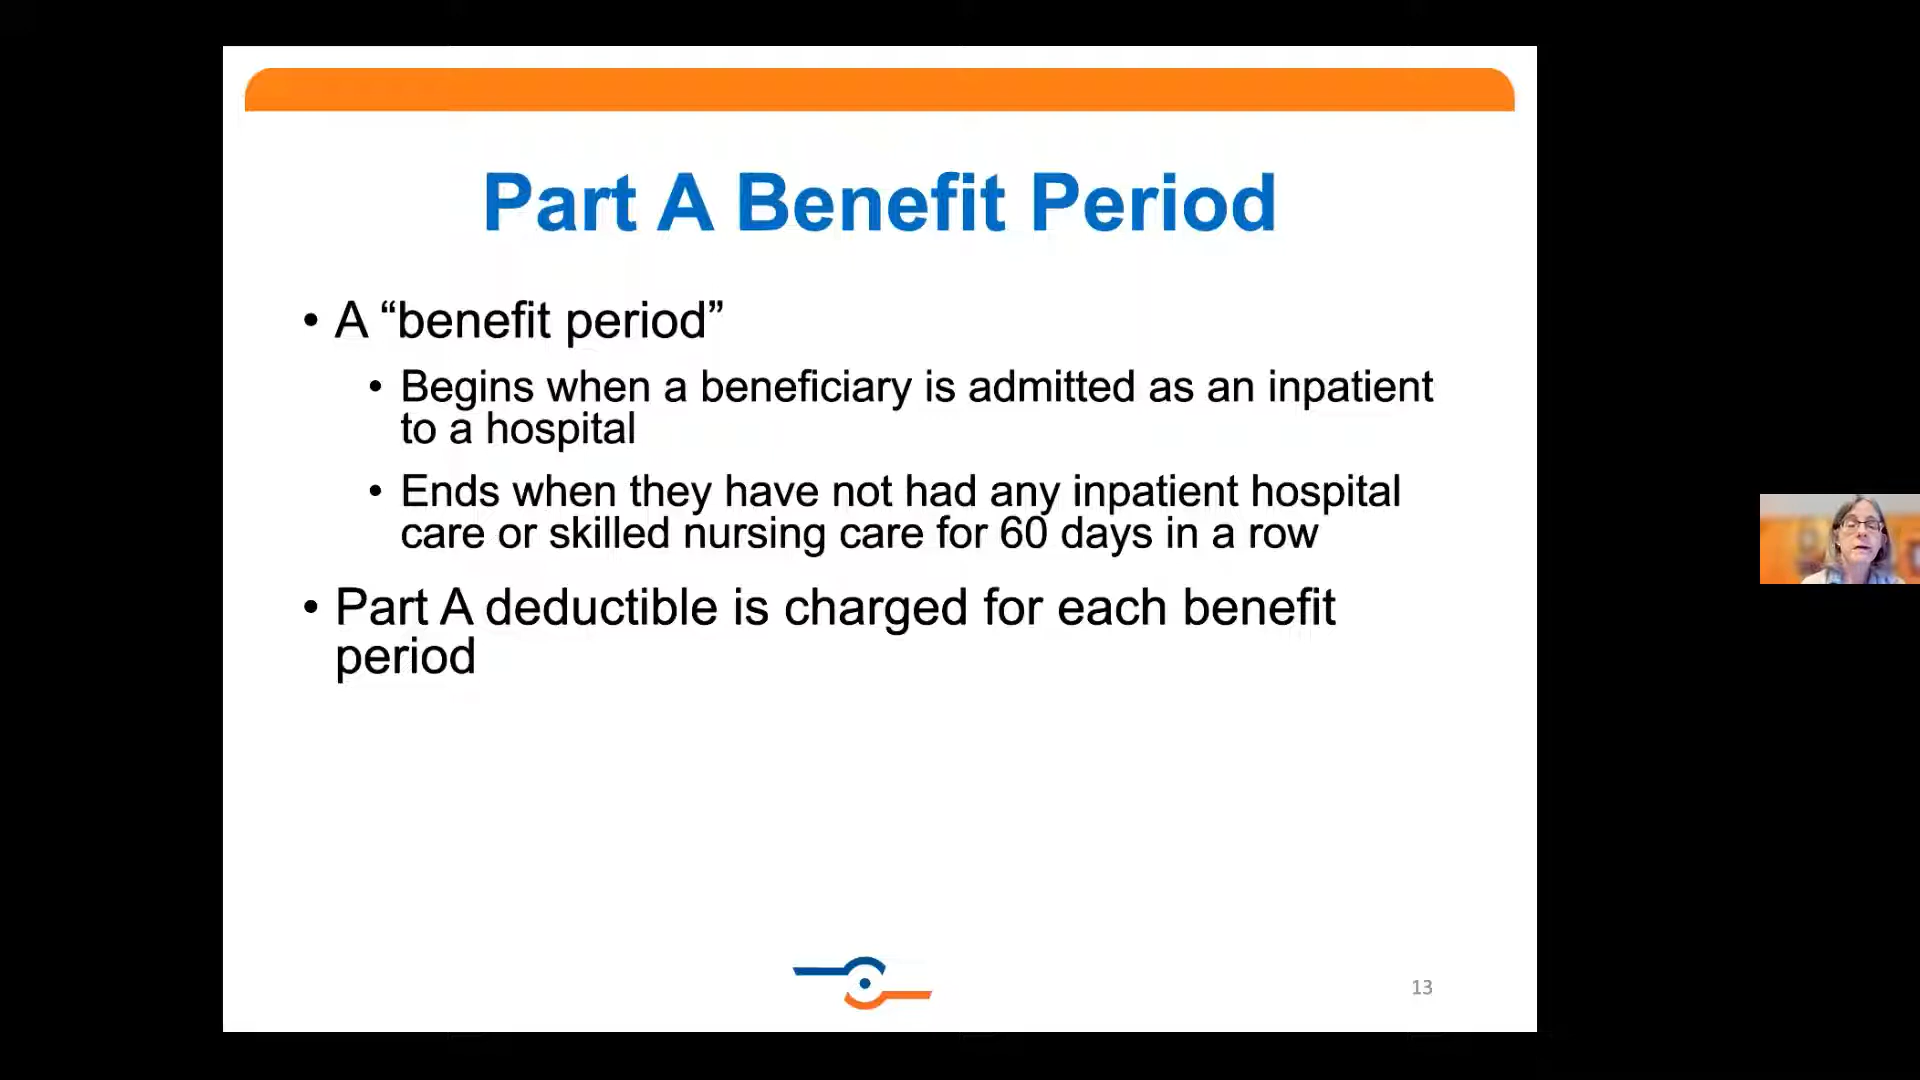 Part A Benefit Period
• A “benefit period”
• Begins when a beneficiary is admitted as an inpatient
to a hospital
• Ends when they have not had any inpatient hospital
care or skilled nursing care for 60 days in a row
• Part A deductible is charged for each benefit
period
13